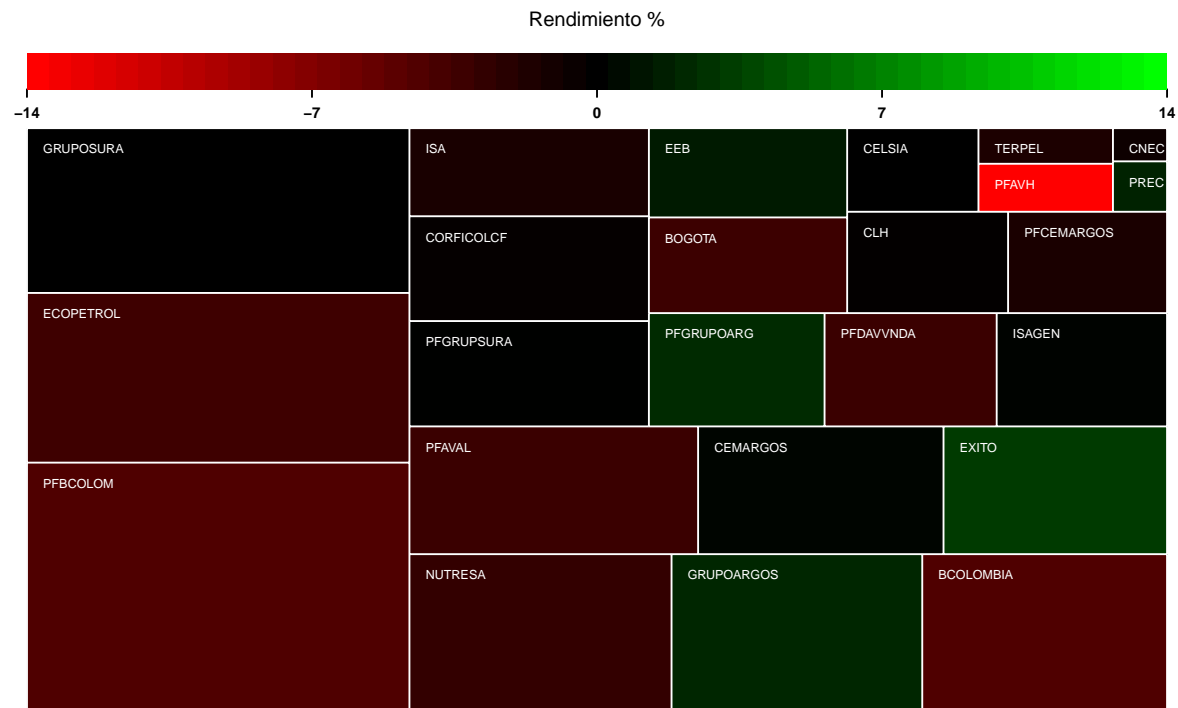 Rendimiento %
−14 −7 0 7 14
GRUPOSURA ISA EEB CELSIA TERPEL CNEC
PFAVH PREC
CORFICOLCF BOGOTA CLH PFCEMARGOS
ECOPETROL PFGRUPSURA PFGRUPOARG PFDAVVNDA ISAGEN
PFAVAL CEMARGOS EXITO
PFBCOLOM
NUTRESA GRUPOARGOS BCOLOMBIA